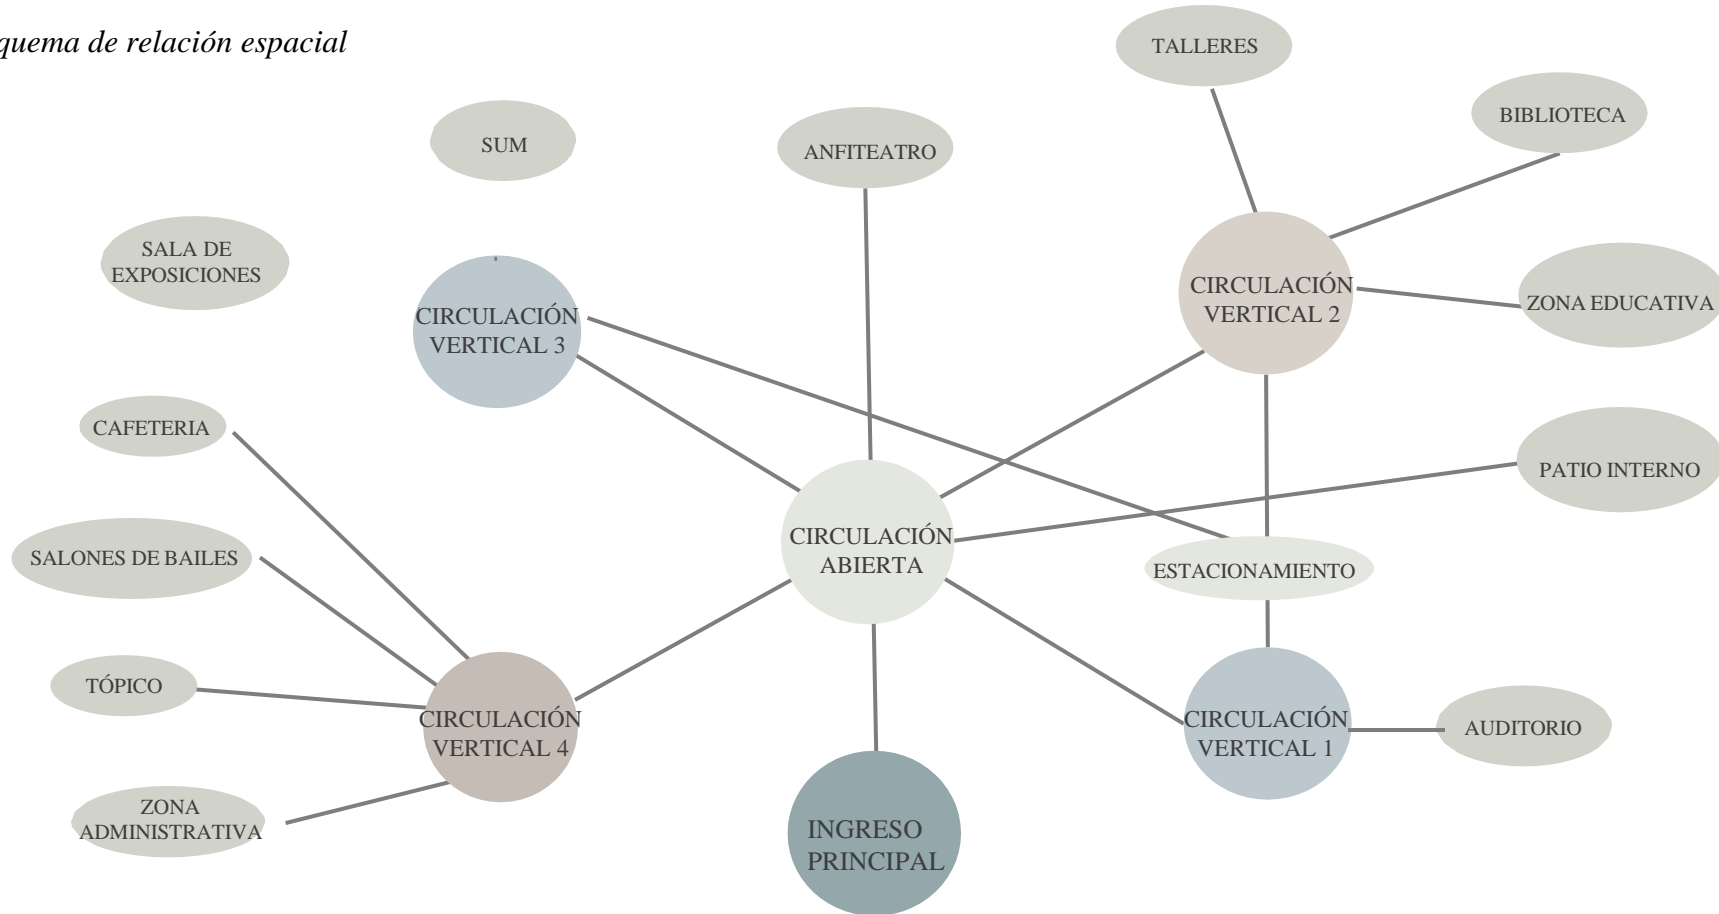 quema de relación espacial
TALLERES
BIBLIOTECA
SUM
ANFITEATRO
SALA DE
EXPOSICIONES
CIRCULACIÓN
VERTICAL 3
CIRCULACIÓN
VERTICAL 2
ZONA EDUCATIVA
CAFETERIA
PATIO INTERNO
SALONES DE BAILES
CIRCULACIÓN
ABIERTA
ESTACIONAMIENTO
TÓPICO
CIRCULACIÓN
VERTICAL 4
CIRCULACIÓN
VERTICAL 1
AUDITORIO
ZONA
ADMINISTRATIVA
INGRESO
PRINCIPAL